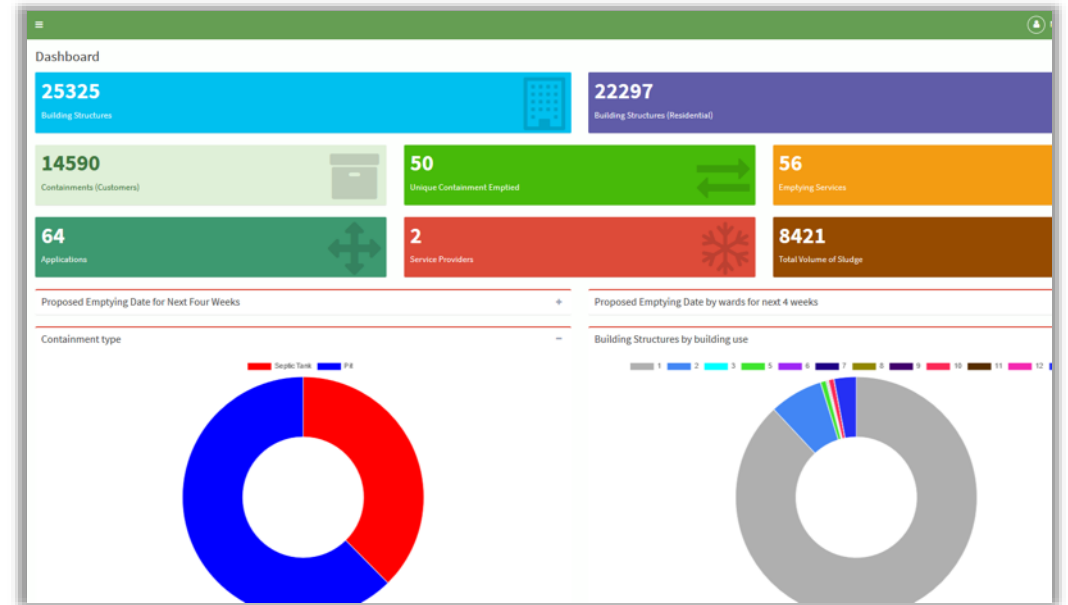 Dashboard
25325
Building Structures
22297
Building Structures (Residential)
14590
Containments (Customers)
50
Unique Containment Emptied
56
Emptying Services
64
Applications
2
Service Providers
8421
Total Volume of Sludge
Proposed Emptying Date for Next Four Weeks
Proposed Emptying Date by wards for next 4 weeks
Containment type
Building Structures by building use
Septic Tank Pit
1 2 3 5 6 7 8 9 10 11 12